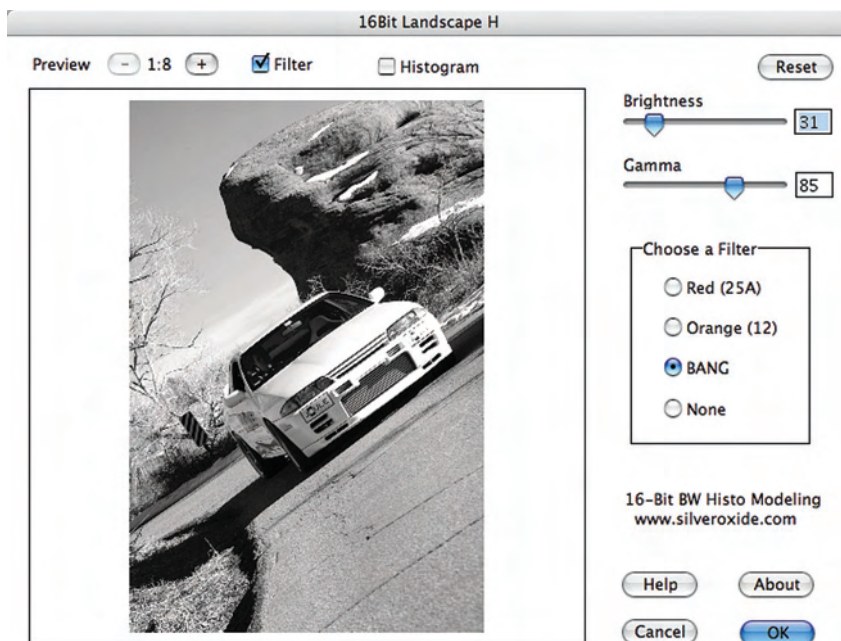 16Bit Landscape H
Preview - 1:8 + Filter Histogram Reset
Brightness
31
Gamma
85
Choose a Filter
Red (25A)
Orange (12)
BANG
None
16-Bit BW Histo Modeling
www.silveroxide.com
Help About
Cancel OK